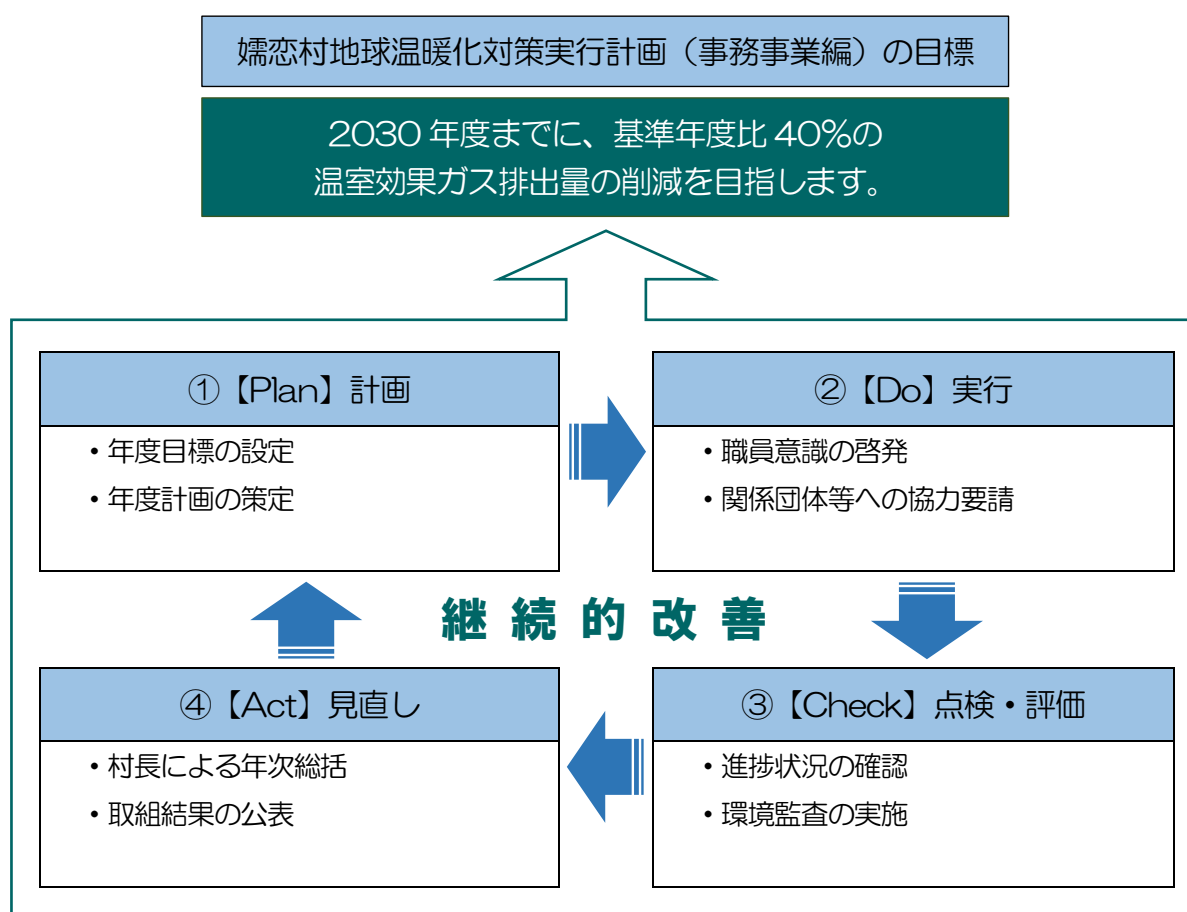 嬬恋村地球温暖化対策実行計画（事務事業編）の目標
2030 年度までに、基準年度比 40%の
温室効果ガス排出量の削減を目指します。
①【Plan】計画
・年度目標の設定
・年度計画の策定
②【Do】実行
・職員意識の啓発
・関係団体等への協力要請
継続的改善
④【Act】見直し
・村長による年次総括
・取組結果の公表
③【Check】点検・評価
・進捗状況の確認
・環境監査の実施